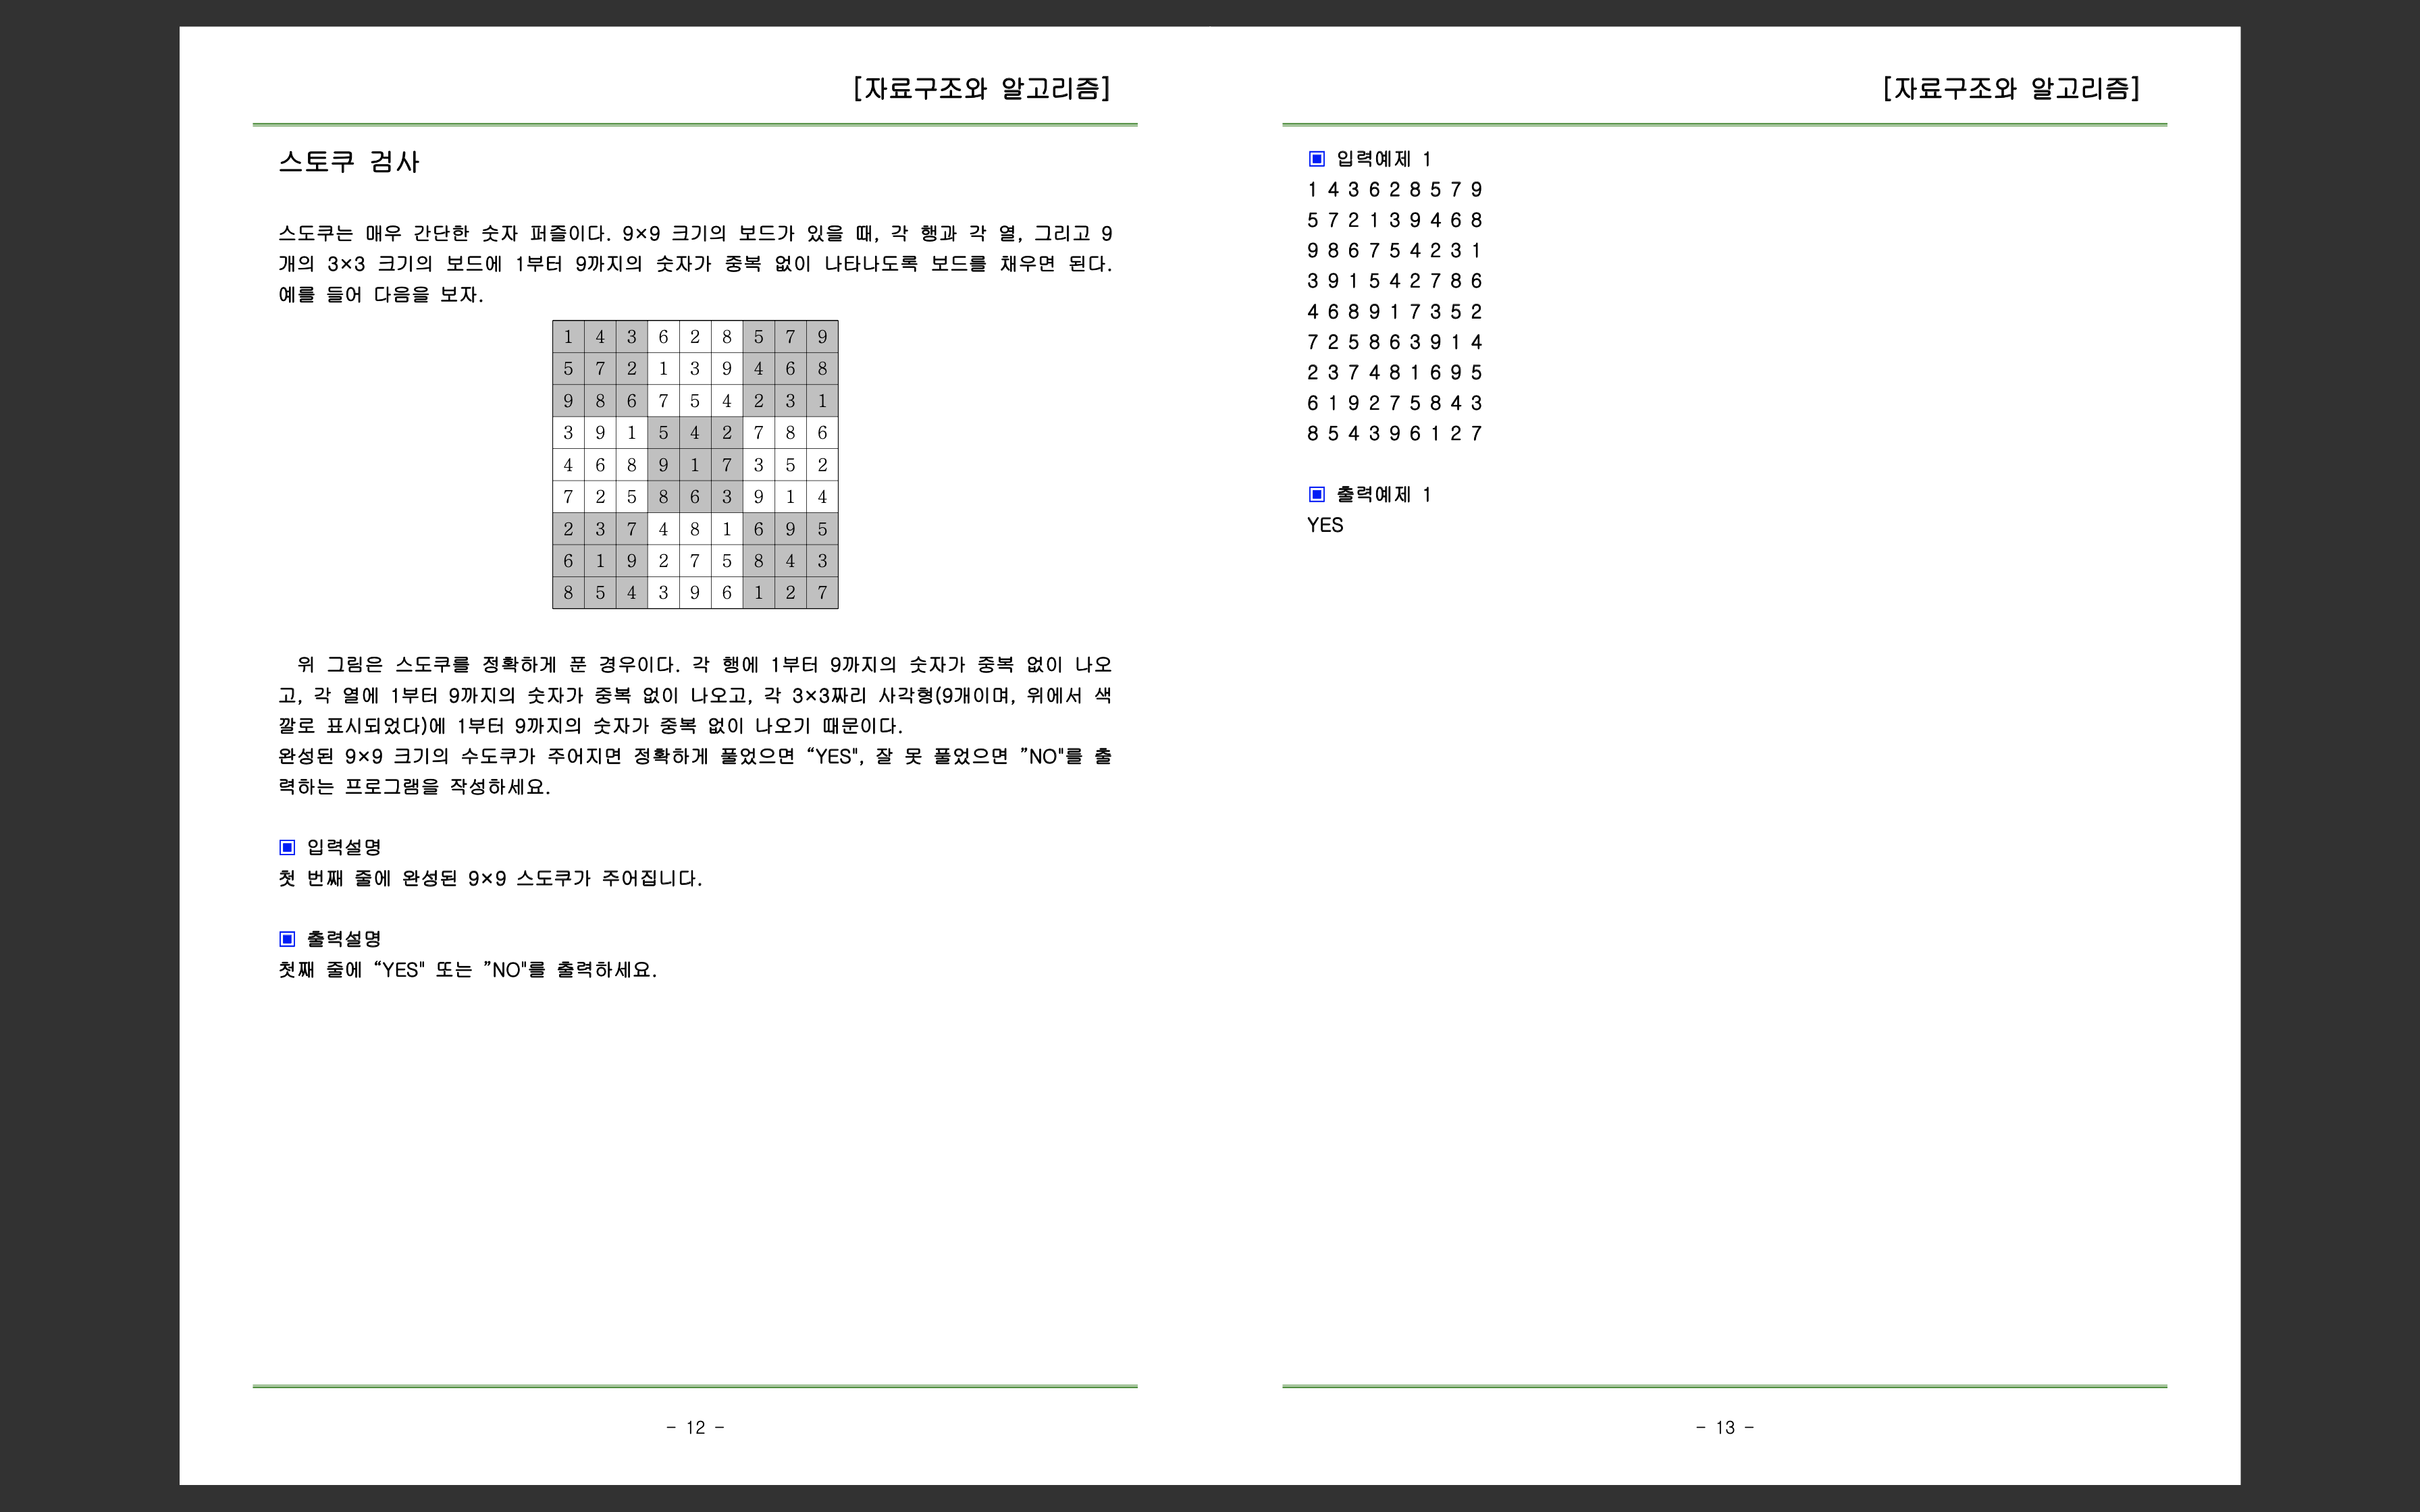 [자료구조와 알고리즘]
스토쿠 검사
스도쿠는 매우 간단한 숫자 퍼즐이다. 9×9 크기의 보드가 있을 때, 각 행과 각 열, 그리고 9
개의 3×3 크기의 보드에 1부터 9까지의 숫자가 중복 없이 나타나도록 보드를 채우면 된다.
예를 들어 다음을 보자.
1 4 3 6 2 8 5 7 9
5 7 2 1 3 9 4 6 8
9 8 6 7 5 4 2 3 1
3 9 1 5 4 2 7 8 6
4 6 8 9 1 7 3 5 2
7 2 5 8 6 3 9 1 4
2 3 7 4 8 1 6 9 5
6 1 9 2 7 5 8 4 3
8 5 4 3 9 6 1 2 7
위 그림은 스도쿠를 정확하게 푼 경우이다. 각 행에 1부터 9까지의 숫자가 중복 없이 나오
고, 각 열에 1부터 9까지의 숫자가 중복 없이 나오고, 각 3×3짜리 사각형(9개이며, 위에서 색
깔로 표시되었다)에 1부터 9까지의 숫자가 중복 없이 나오기 때문이다.
완성된 9×9 크기의 수도쿠가 주어지면 정확하게 풀었으면 “YES", 잘 못 풀었으면 ”NO"를 출
력하는 프로그램을 작성하세요.
▣ 입력설명
첫 번째 줄에 완성된 9×9 스도쿠가 주어집니다.
▣ 출력설명
첫째 줄에 “YES" 또는 ”NO"를 출력하세요.
- 12 -
[자료구조와 알고리즘]
▣ 입력예제 1
1 4 3 6 2 8 5 7 9
5 7 2 1 3 9 4 6 8
9 8 6 7 5 4 2 3 1
3 9 1 5 4 2 7 8 6
4 6 8 9 1 7 3 5 2
7 2 5 8 6 3 9 1 4
2 3 7 4 8 1 6 9 5
6 1 9 2 7 5 8 4 3
8 5 4 3 9 6 1 2 7
▣ 출력예제 1
YES
- 13 -